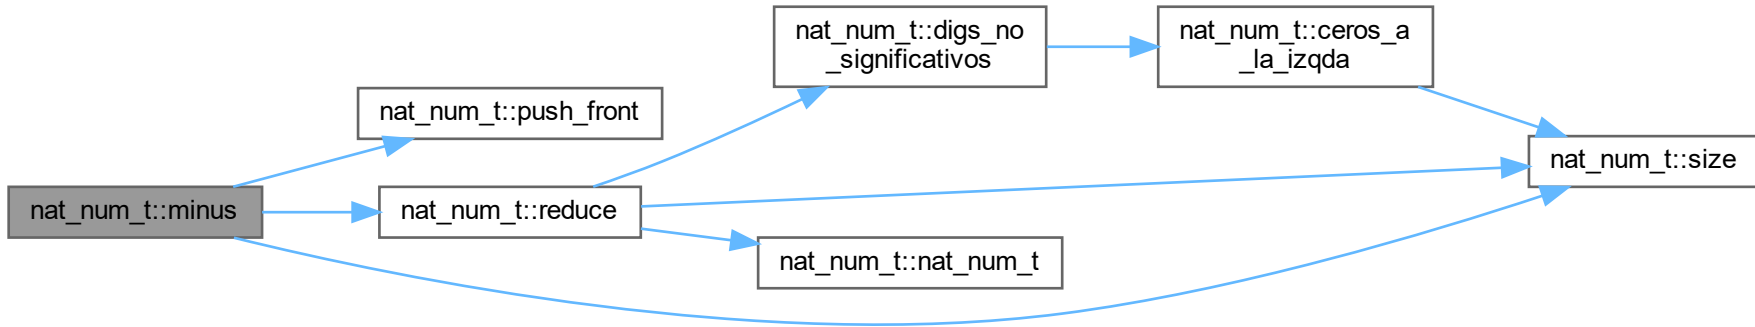 nat_num_t::minus
nat_num_t::push_front
nat_num_t::reduce
nat_num_t::digs_no
_significativos
nat_num_t::ceros_a
_la_izqda
nat_num_t::size
nat_num_t::nat_num_t